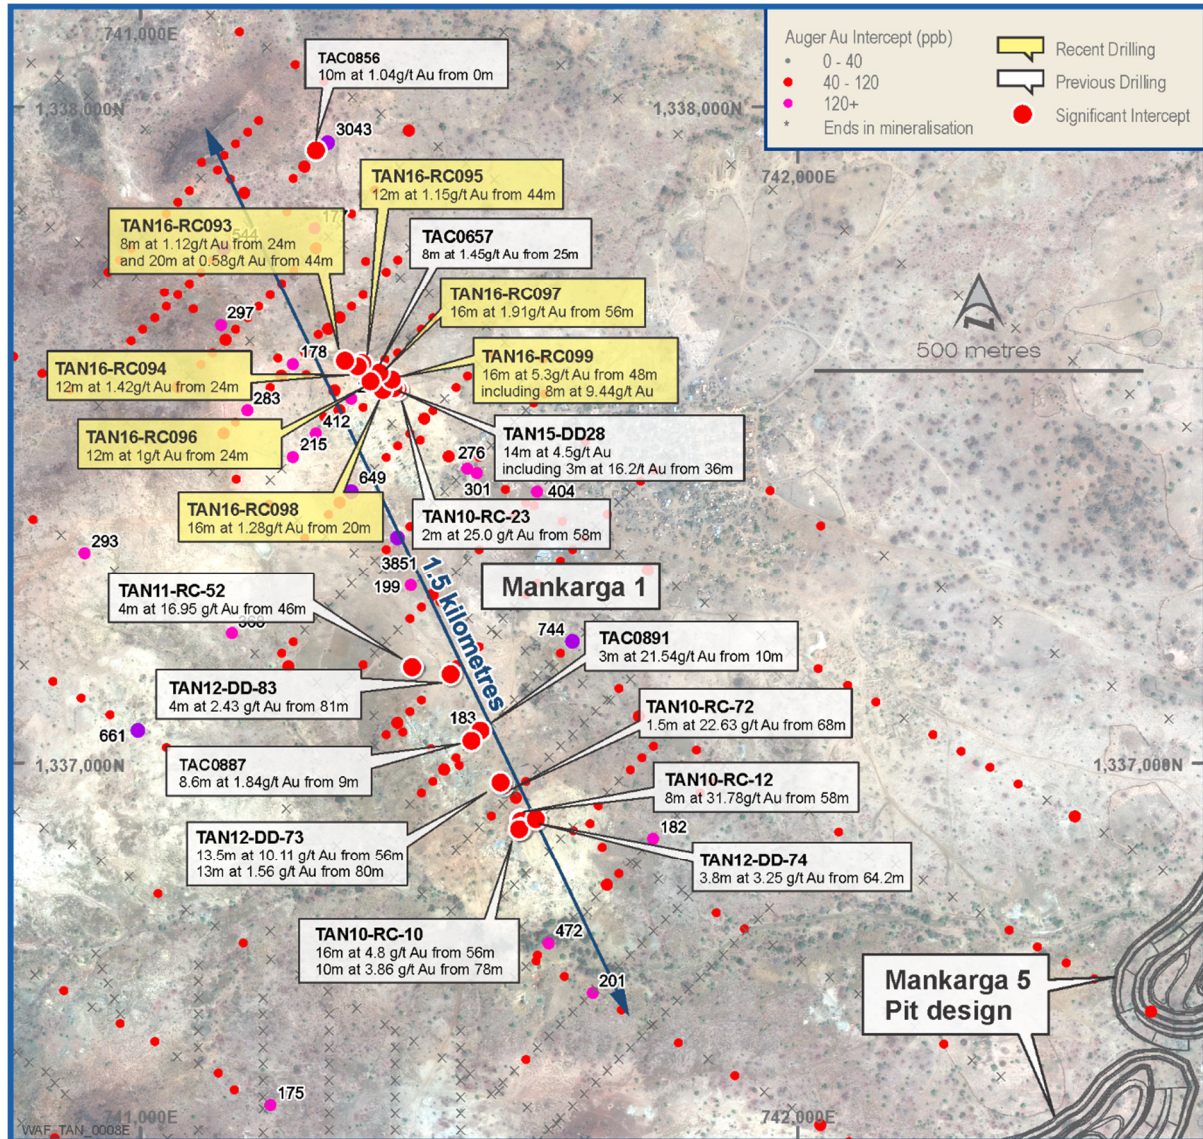 741,000E
Auger Au Intercept (ppb)
0 - 40
40 - 120
120+
* Ends in mineralisation
Recent Drilling
Previous Drilling
Significant Intercept
TAC0856
10m at 1.04g/t Au from 0m
1,338,000N
1,338,000N
3043
742,000E
TAN16-RC095
12m at 1.15g/t Au from 44m
TAN16-RC093
8m at 1.12g/t Au from 24m
and 20m at 0.58g/t Au from 44m
TAC0657
8m at 1.45g/t Au from 25m
TAN16-RC097
16m at 1.91g/t Au from 56m
297
178
TAN16-RC094
12m at 1.42g/t Au from 24m
TAN16-RC099
16m at 5.3g/t Au from 48m
including 8m at 9.44g/t Au
500 metres
283
412
215
TAN16-RC096
12m at 1g/t Au from 24m
TAN15-DD28
14m at 4.5g/t Au
including 3m at 16.2/t Au from 36m
276
301
404
649
TAN16-RC098
16m at 1.28g/t Au from 20m
TAN10-RC-23
2m at 25.0 g/t Au from 58m
293
3851
199
1.5 kilometres
Mankarga 1
TAN11-RC-52
4m at 16.95 g/t Au from 46m
744
TAC0891
3m at 21.54g/t Au from 10m
TAN12-DD-83
4m at 2.43 g/t Au from 81m
183
TAN10-RC-72
1.5m at 22.63 g/t Au from 68m
661
TAC0887
8.6m at 1.84g/t Au from 9m
1,337,000N
1,337,000N
TAN10-RC-12
8m at 31.78g/t Au from 58m
182
TAN12-DD-73
13.5m at 10.11 g/t Au from 56m
13m at 1.56 g/t Au from 80m
TAN12-DD-74
3.8m at 3.25 g/t Au from 64.2m
TAN10-RC-10
16m at 4.8 g/t Au from 56m
10m at 3.86 g/t Au from 78m
472
201
Mankarga 5
Pit design
175
741,000E
742,000E
WAF_TAN_0008E